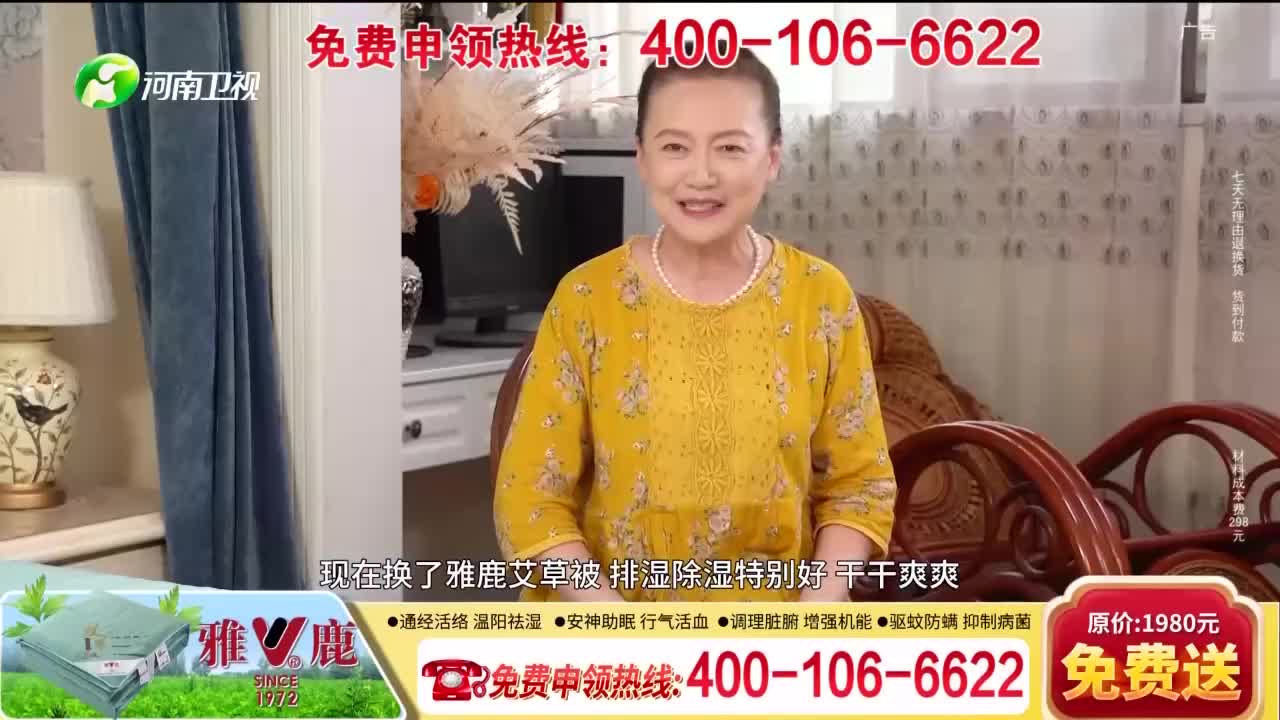 免费申领热线：400-106-6622
广告
河南卫视
七天无理由退换货 货到付款
材料成本费298元
现在换了雅鹿艾草被 排湿除湿特别好 干干爽爽
雅鹿
SINCE
1972
●通经活络 温阳祛湿 ●安神助眠 行气活血 ●调理脏腑 增强机能 ●驱蚊防螨 抑制病菌
免费申领热线:400-106-6622
原价:1980元
免费送